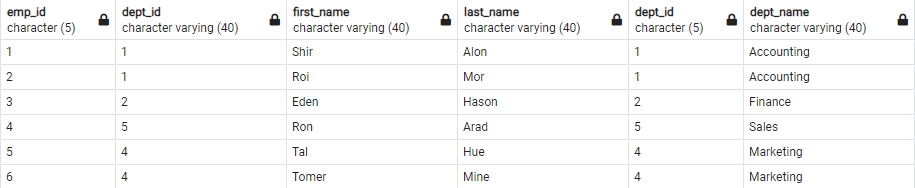 emp_id dept_id first_name last_name dept_id dept_name
character (5) character varying (40) character varying (40) character varying (40) character (5) character varying (40)
1 1 Shir Alon 1 Accounting
2 1 Roi Mor 1 Accounting
3 2 Eden Hason 2 Finance
4 5 Ron Arad 5 Sales
5 4 Tal Hue 4 Marketing
6 4 Tomer Mine 4 Marketing